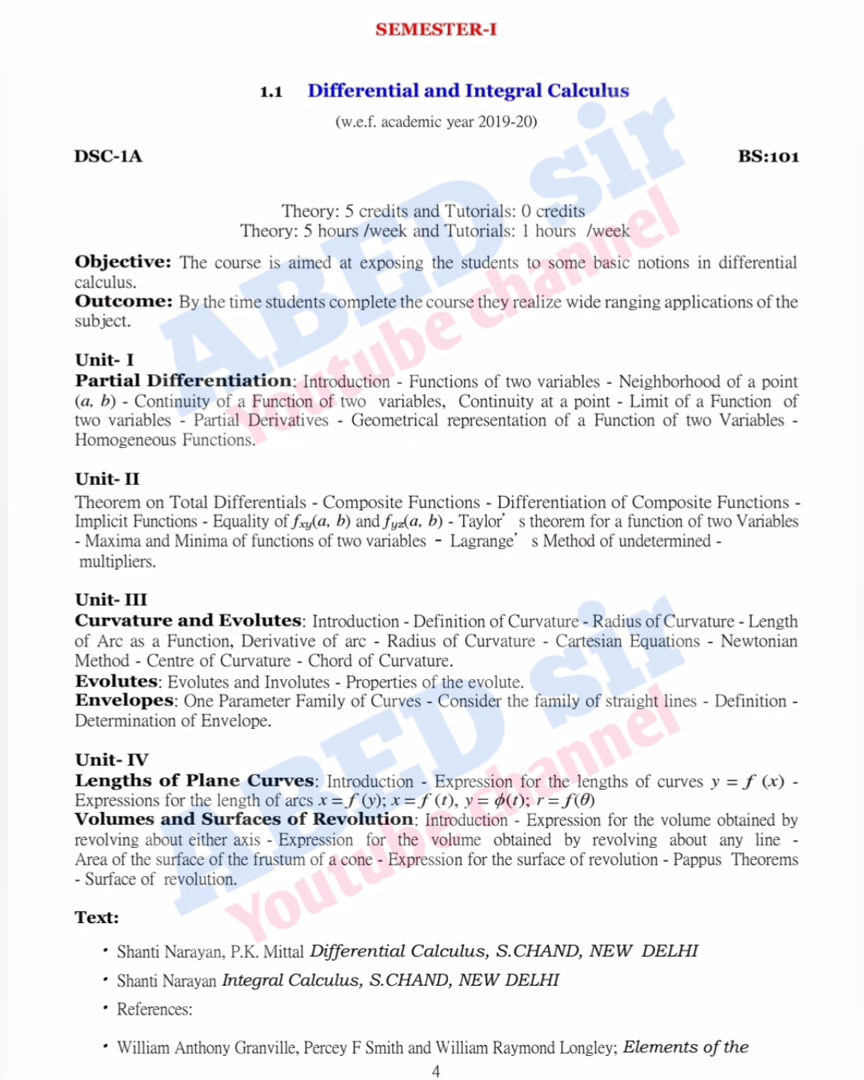 SEMESTER-I
1.1 Differential and Integral Calculus
(w.e.f. academic year 2019-20)
DSC-1A BS:101
Theory: 5 credits and Tutorials: 0 credits
Theory: 5 hours /week and Tutorials: 1 hours /week
Objective: The course is aimed at exposing the students to some basic notions in differential
calculus.
Outcome: By the time students complete the course they realize wide ranging applications of the
subject.
Unit- I
Partial Differentiation: Introduction - Functions of two variables - Neighborhood of a point
(a, b) - Continuity of a Function of two variables, Continuity at a point - Limit of a Function of
two variables - Partial Derivatives - Geometrical representation of a Function of two Variables -
Homogeneous Functions.
Unit- II
Theorem on Total Differentials - Composite Functions - Differentiation of Composite Functions -
Implicit Functions - Equality of fxy(a, b) and fyz(a, b) - Taylor’ s theorem for a function of two Variables
- Maxima and Minima of functions of two variables – Lagrange’ s Method of undetermined -
multipliers.
Unit- III
Curvature and Evolutes: Introduction - Definition of Curvature - Radius of Curvature - Length
of Arc as a Function, Derivative of arc - Radius of Curvature - Cartesian Equations - Newtonian
Method - Centre of Curvature - Chord of Curvature.
Evolutes: Evolutes and Involutes - Properties of the evolute.
Envelopes: One Parameter Family of Curves - Consider the family of straight lines - Definition -
Determination of Envelope.
Unit- IV
Lengths of Plane Curves: Introduction - Expression for the lengths of curves y = f (x) -
Expressions for the length of arcs x = f (y); x = f (t), y = ϕ(t); r = f(θ)
Volumes and Surfaces of Revolution: Introduction - Expression for the volume obtained by
revolving about either axis - Expression for the volume obtained by revolving about any line -
Area of the surface of the frustum of a cone - Expression for the surface of revolution - Pappus Theorems
- Surface of revolution.
Text:
• Shanti Narayan, P.K. Mittal Differential Calculus, S.CHAND, NEW DELHI
• Shanti Narayan Integral Calculus, S.CHAND, NEW DELHI
• References:
• William Anthony Granville, Percey F Smith and William Raymond Longley; Elements of the
4
ABED sir
Youtube channel
ABED sir
Youtube channel